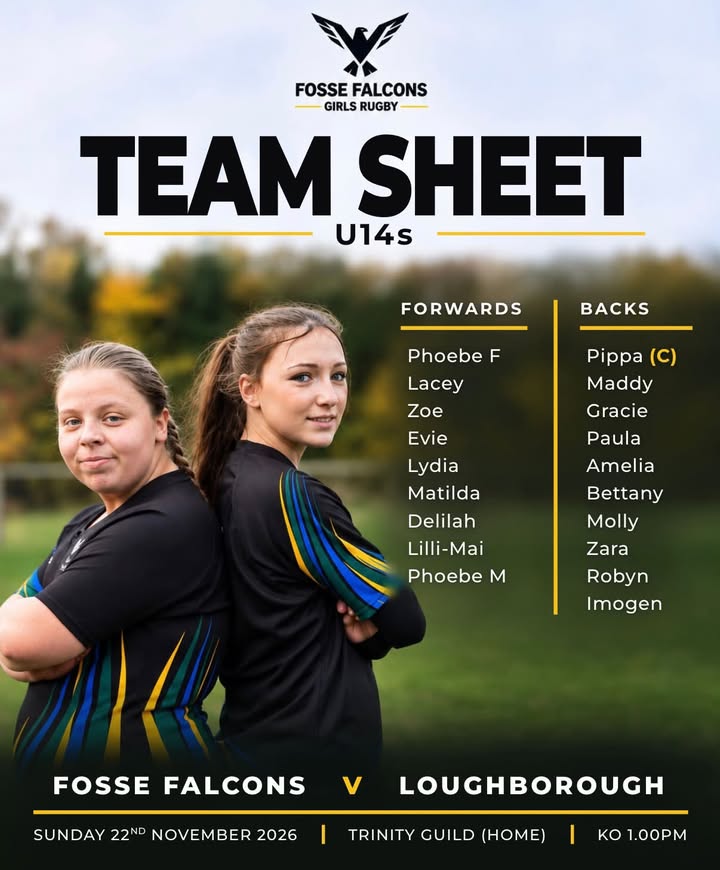 FOSSE FALCONS
GIRLS RUGBY
TEAM SHEET
U14s
FORWARDS
Phoebe F
Lacey
Zoe
Evie
Lydia
Matilda
Delilah
Lilli-Mai
Phoebe M
BACKS
Pippa (C)
Maddy
Gracie
Paula
Amelia
Bettany
Molly
Zara
Robyn
Imogen
FOSSE FALCONS V LOUGHBOROUGH
SUNDAY 22ND NOVEMBER 2026 | TRINITY GUILD (HOME) | KO 1.00PM